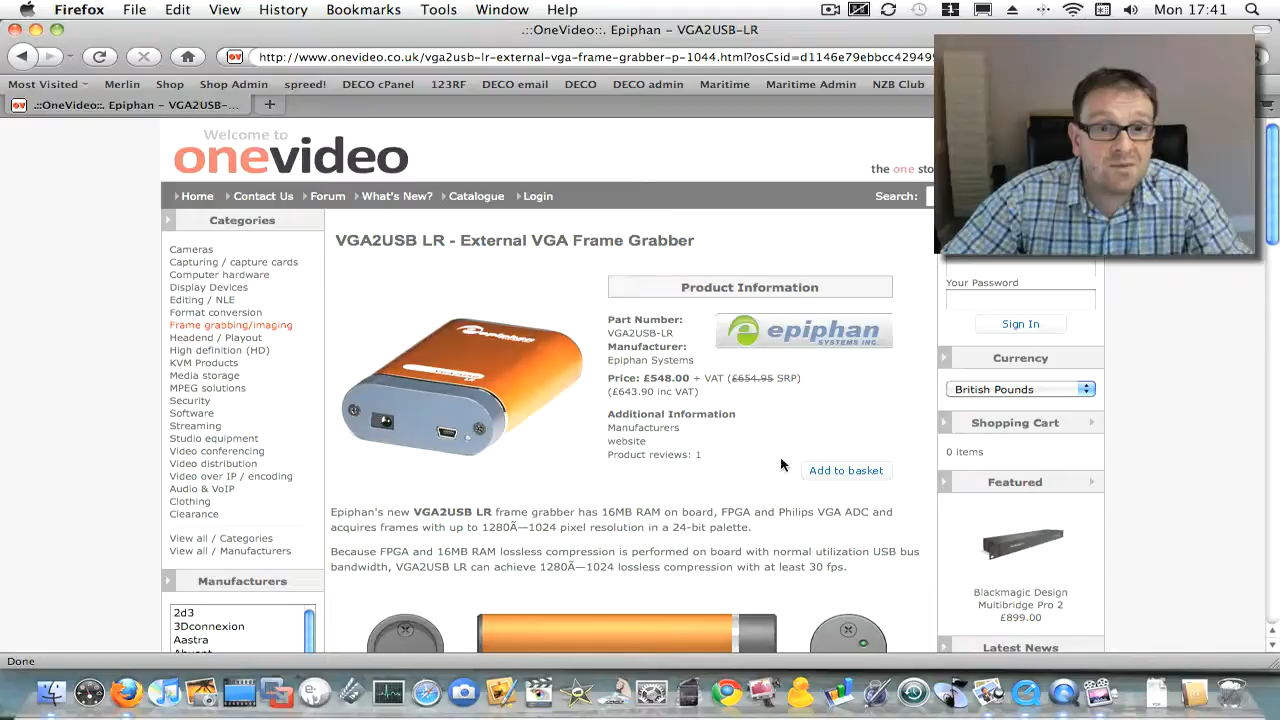 Firefox File Edit View History Bookmarks Tools Window Help Mon 17:41
.::OneVideo::. Epiphan – VGA2USB-LR
http://www.onevideo.co.uk/vga2usb-lr-external-vga-frame-grabber-p-1044.html?osCsid=d1146e79ebbcc429499
Most Visited Merlin Shop Shop Admin spreed! DECO cPanel 123RF DECO email DECO DECO admin Maritime Maritime Admin NZB Club
.::OneVideo::. Epiphan – VGA2USB-...
Welcome to
onevideo
the one sto
Home Contact Us Forum What's New? Catalogue Login Search:
Categories
Cameras
Capturing / capture cards
Computer hardware
Display Devices
Editing / NLE
Format conversion
Frame grabbing/imaging
Headend / Playout
High definition (HD)
KVM Products
Media storage
MPEG solutions
Security
Software
Streaming
Studio equipment
Video conferencing
Video distribution
Video over IP / encoding
Audio & VoIP
Clothing
Clearance
View all / Categories
View all / Manufacturers
Manufacturers
2d3
3Dconnexion
Aastra
VGA2USB LR - External VGA Frame Grabber
epiphan
Product Information
Part Number:
VGA2USB-LR
Manufacturer:
Epiphan Systems
epiphan
SYSTEMS INC.
Price: £548.00 + VAT (£654.95 SRP)
(£643.90 inc VAT)
Additional Information
Manufacturers
website
Product reviews: 1
Add to basket
Epiphan's new VGA2USB LR frame grabber has 16MB RAM on board, FPGA and Philips VGA ADC and
acquires frames with up to 1280Ã—1024 pixel resolution in a 24-bit palette.
Because FPGA and 16MB RAM lossless compression is performed on board with normal utilization USB bus
bandwidth, VGA2USB LR can achieve 1280Ã—1024 lossless compression with at least 30 fps.
Your Password
Sign In
Currency
British Pounds
Shopping Cart
0 items
Featured
Blackmagic Design
Multibridge Pro 2
£899.00
Latest News
Done